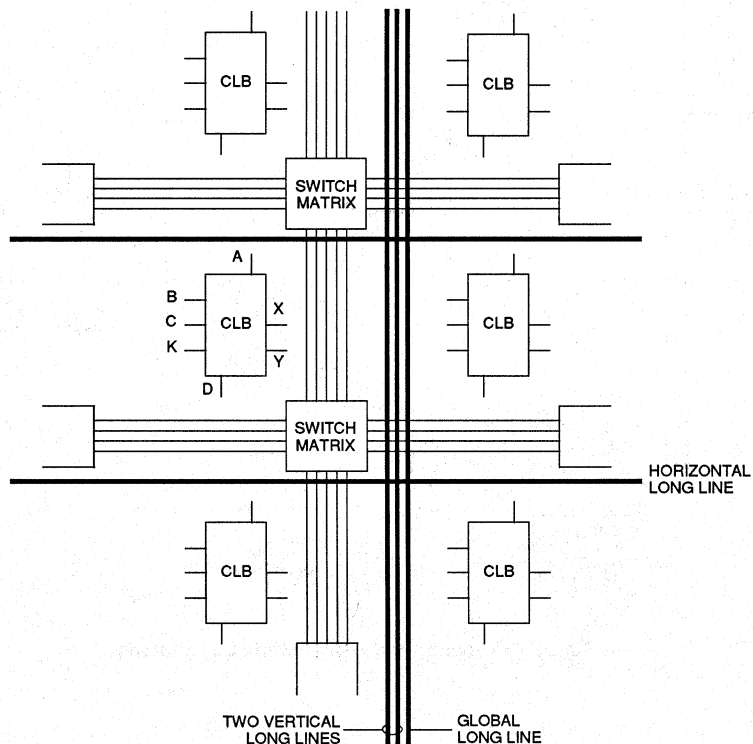 CLB
CLB
SWITCH
MATRIX
A
B
C
K
CLB
X
Y
D
CLB
SWITCH
MATRIX
HORIZONTAL
LONG LINE
CLB
CLB
TWO VERTICAL
LONG LINES
GLOBAL
LONG LINE